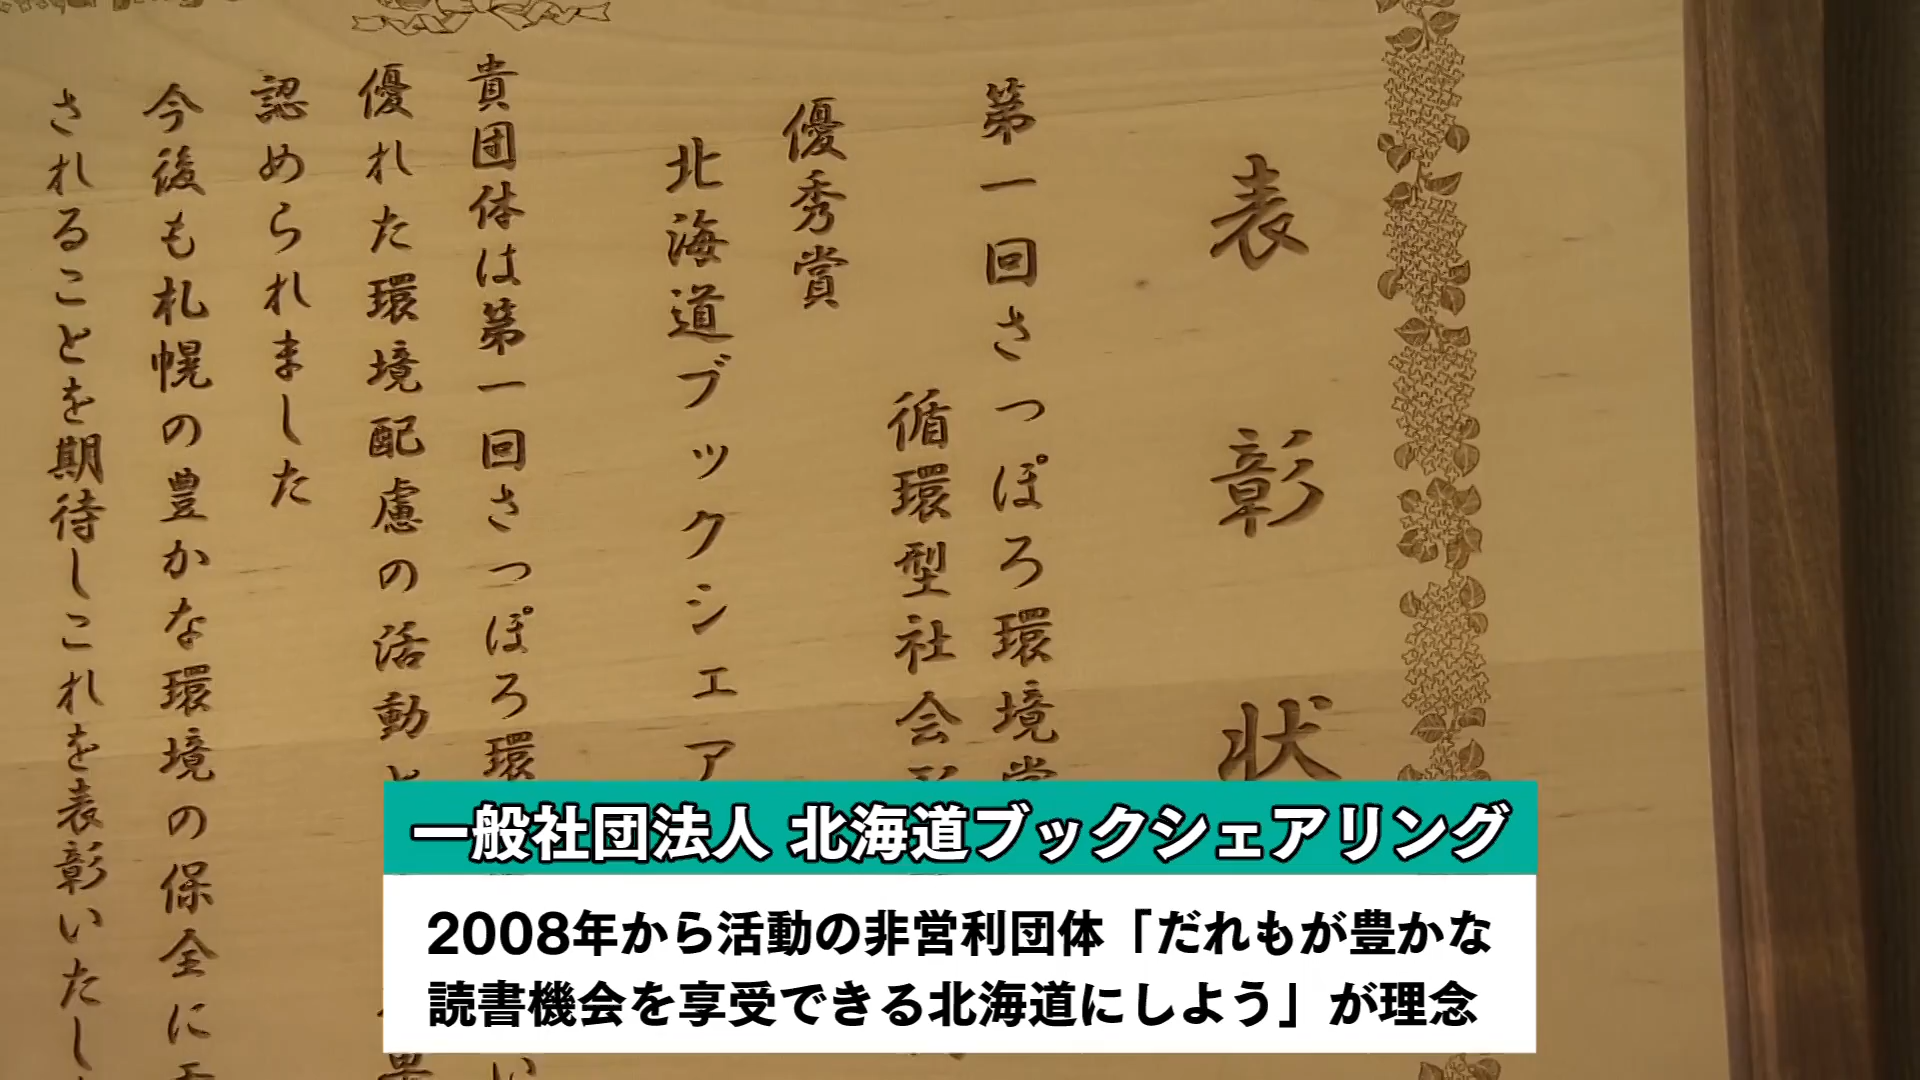 表彰状
第一回さっぽろ環境賞
循環型社会形
優秀賞
北海道ブックシェア
貴団体は第一回さっぽろ環
優れた環境配慮の活動と
認められました
今後も札幌の豊かな環境の保全に
されることを期待しこれを表彰いたし
一般社団法人 北海道ブックシェアリング
2008年から活動の非営利団体「だれもが豊かな
読書機会を享受できる北海道にしよう」が理念